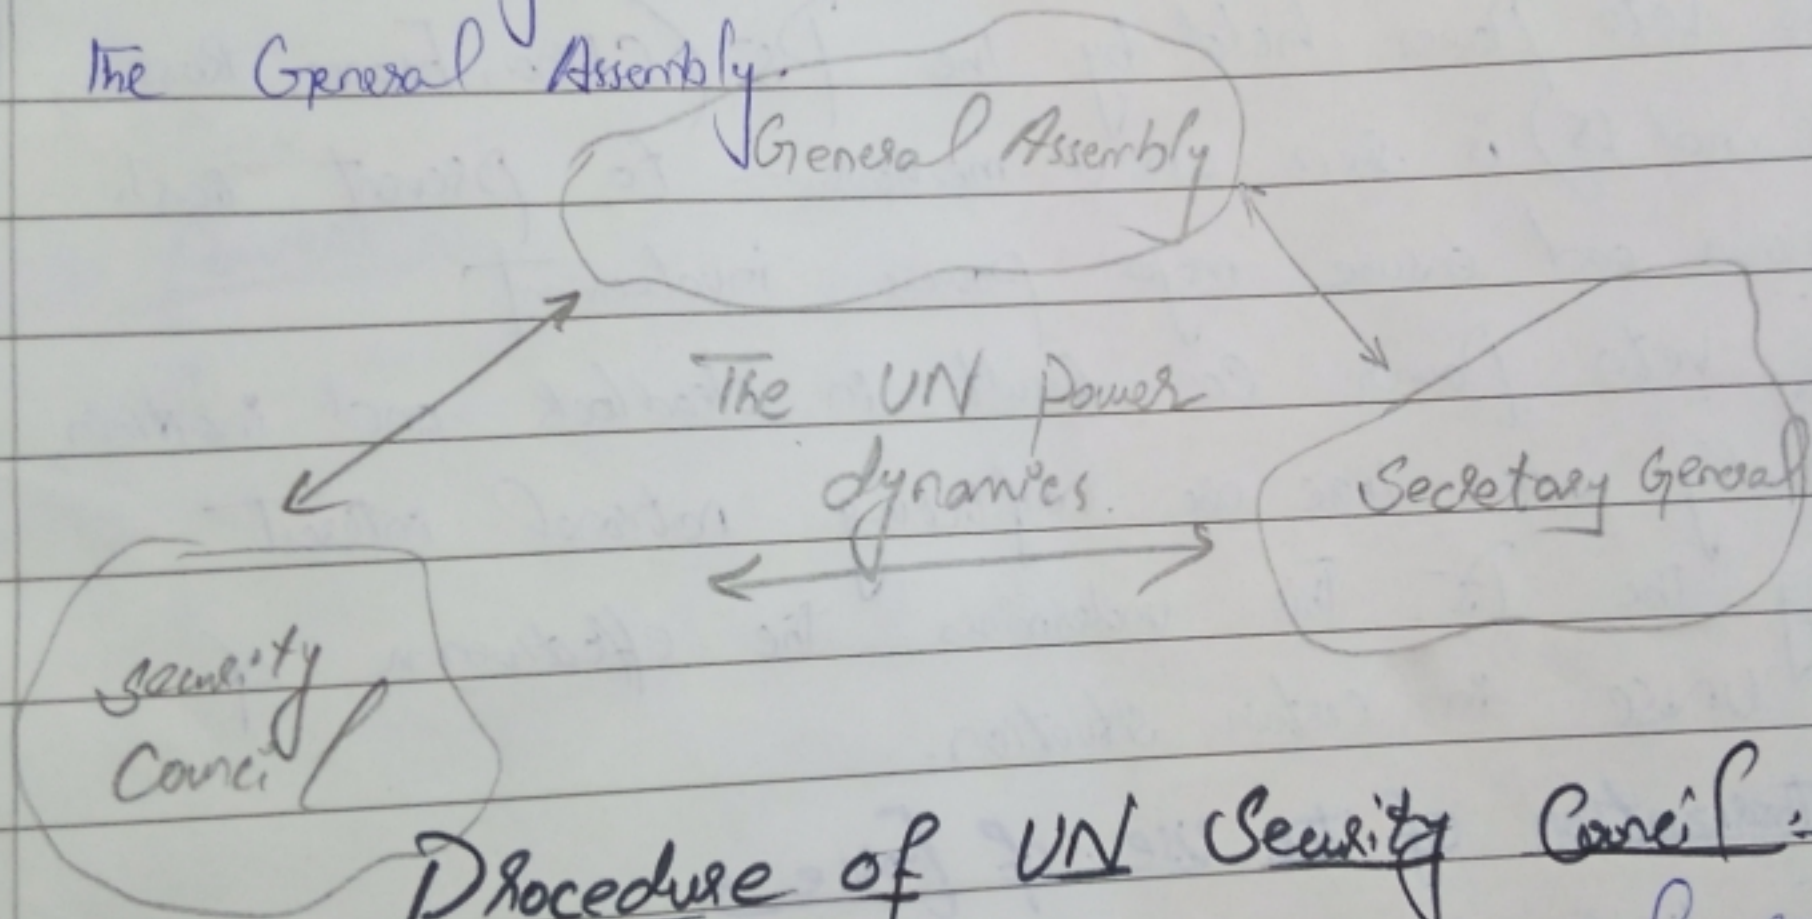 The General Assembly.
General Assembly
The UN Power
dynamics.
Secretary General
Security
Council
Procedure of UN Security Council: